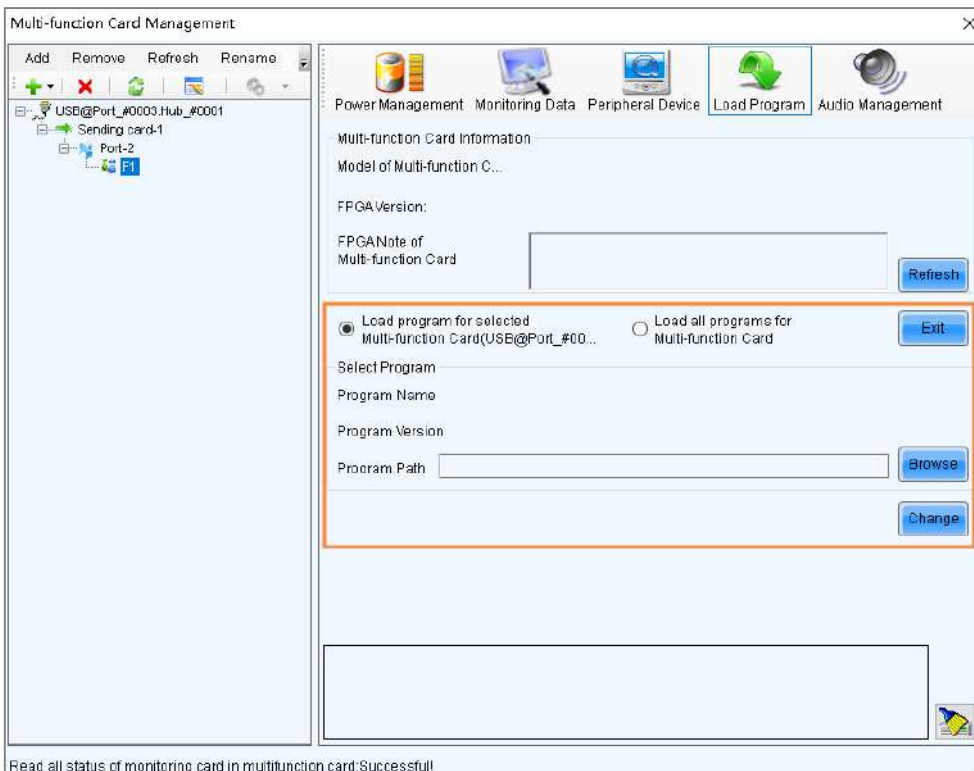 Multi-function Card Management
Add Remove Refresh Rename
USB@Port_#0003.Hub_#0001
Sending card-1
Port-2
F1
Power Management Monitoring Data Peripheral Device Load Program Audio Management
Multi-function Card Information
Model of Multi-function C...
FPGAVersion:
FPGANote of
Multi-function Card
Refresh
Load program for selected
Multi-function Card(USB@Port_#00...
Load all programs for
Multi-function Card
Exit
Select Program
Program Name
Program Version
Program Path
Browse
Change
Read all status of monitoring card in multifunction card:Successful!